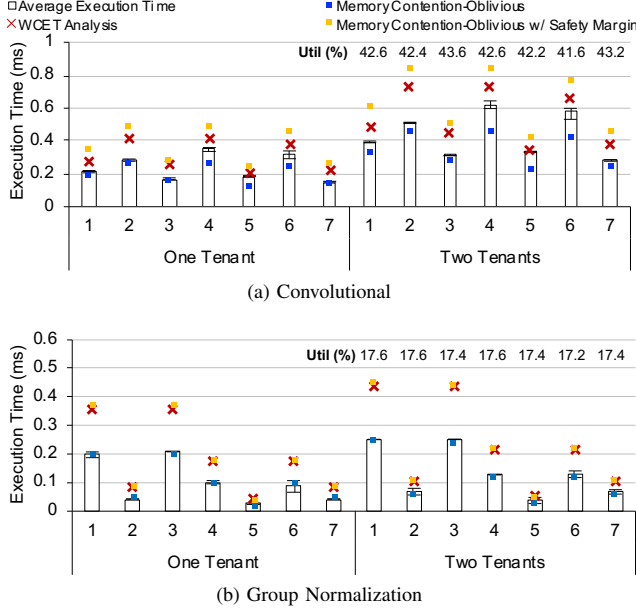 Average Execution Time Memory Contention-Oblivious
WCET Analysis Memory Contention-Oblivious w/ Safety Margin
Execution Time (ms)
1
0.8
0.6
0.4
0.2
0
Util (%) 42.6 42.4 43.6 42.6 42.2 41.6 43.2
1 2 3 4 5 6 7 1 2 3 4 5 6 7
One Tenant Two Tenants
(a) Convolutional
Execution Time (ms)
0.6
0.5
0.4
0.3
0.2
0.1
0
Util (%) 17.6 17.6 17.4 17.6 17.4 17.2 17.4
1 2 3 4 5 6 7 1 2 3 4 5 6 7
One Tenant Two Tenants
(b) Group Normalization